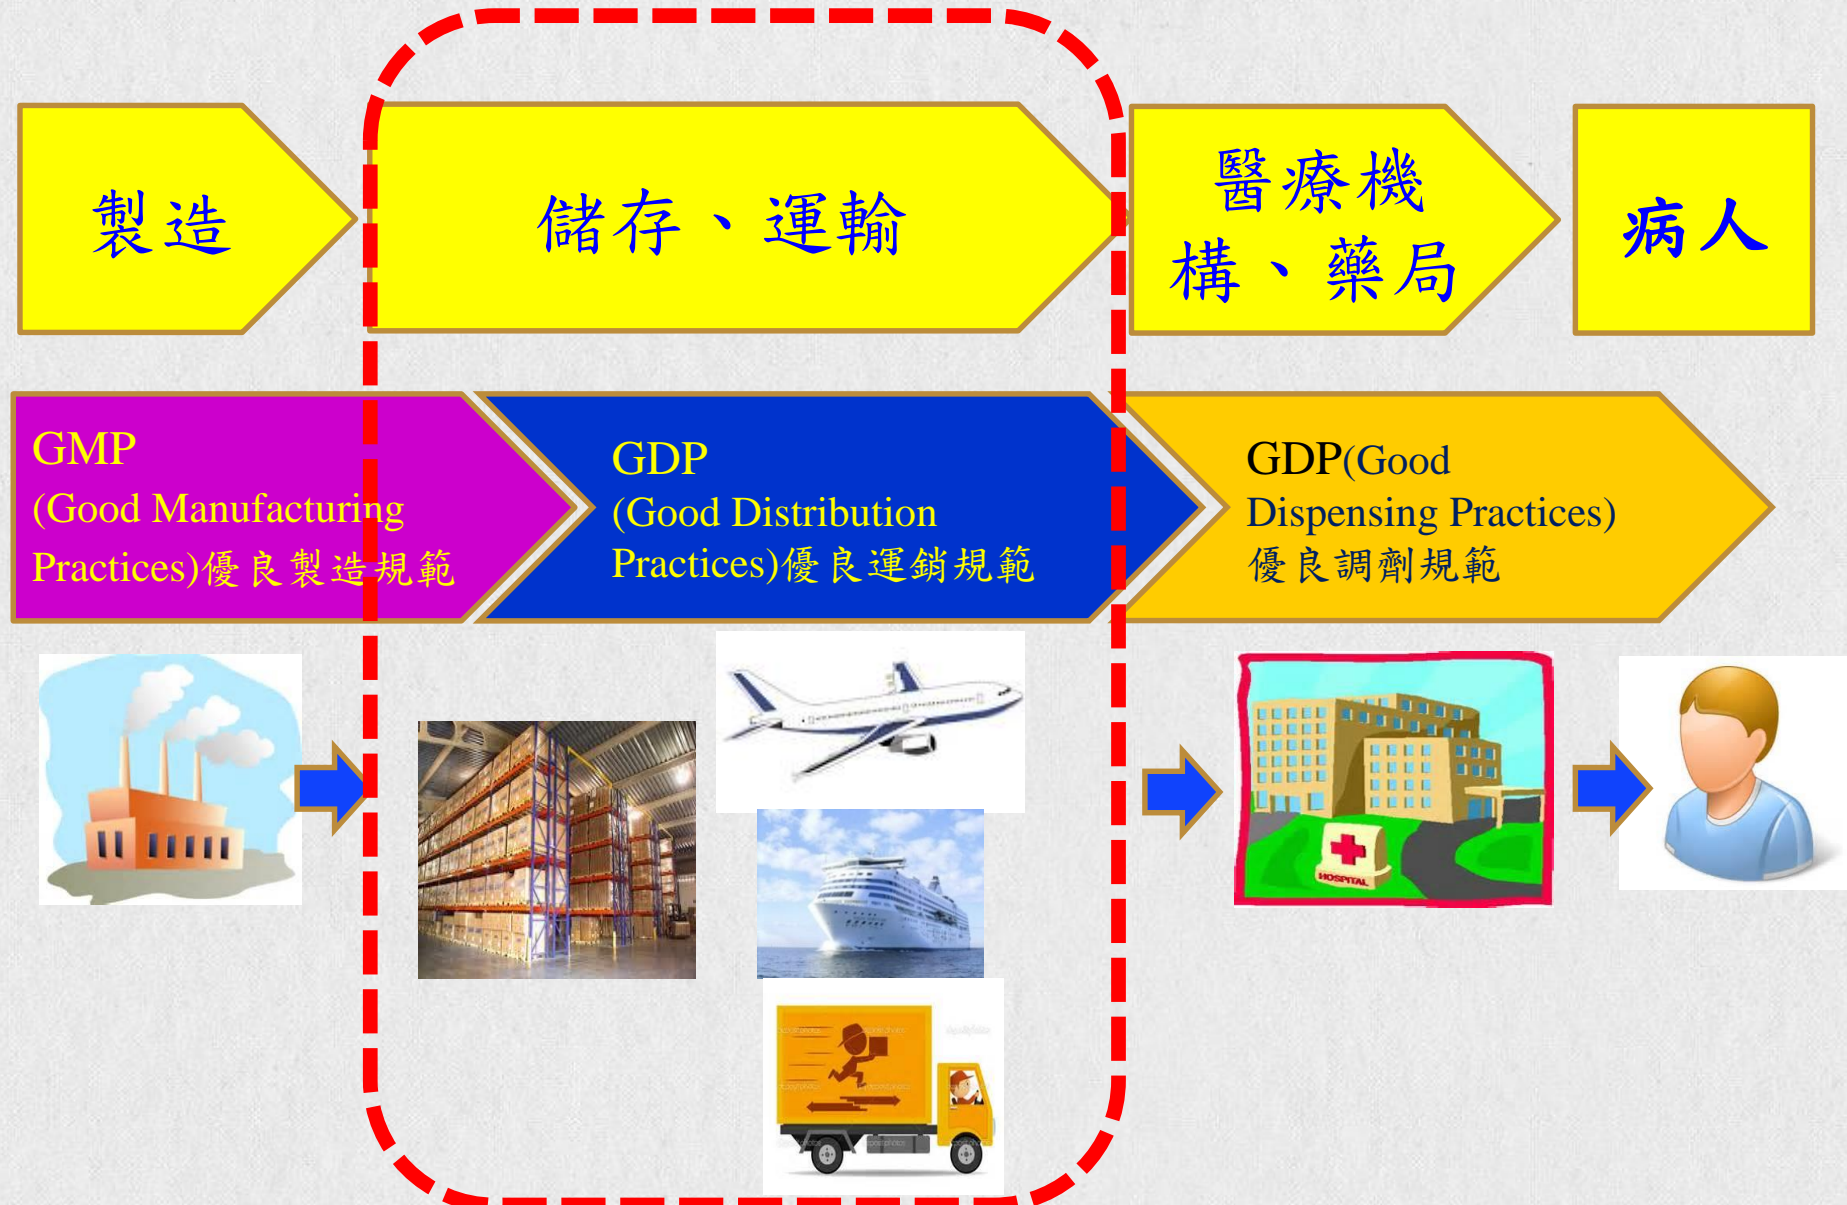 製造
儲存、運輸
醫療機
構、藥局
病人
GMP
(Good Manufacturing
Practices)優良製造規範
GDP
(Good Distribution
Practices)優良運銷規範
GDP(Good
Dispensing Practices)
優良調劑規範
HOSPITAL